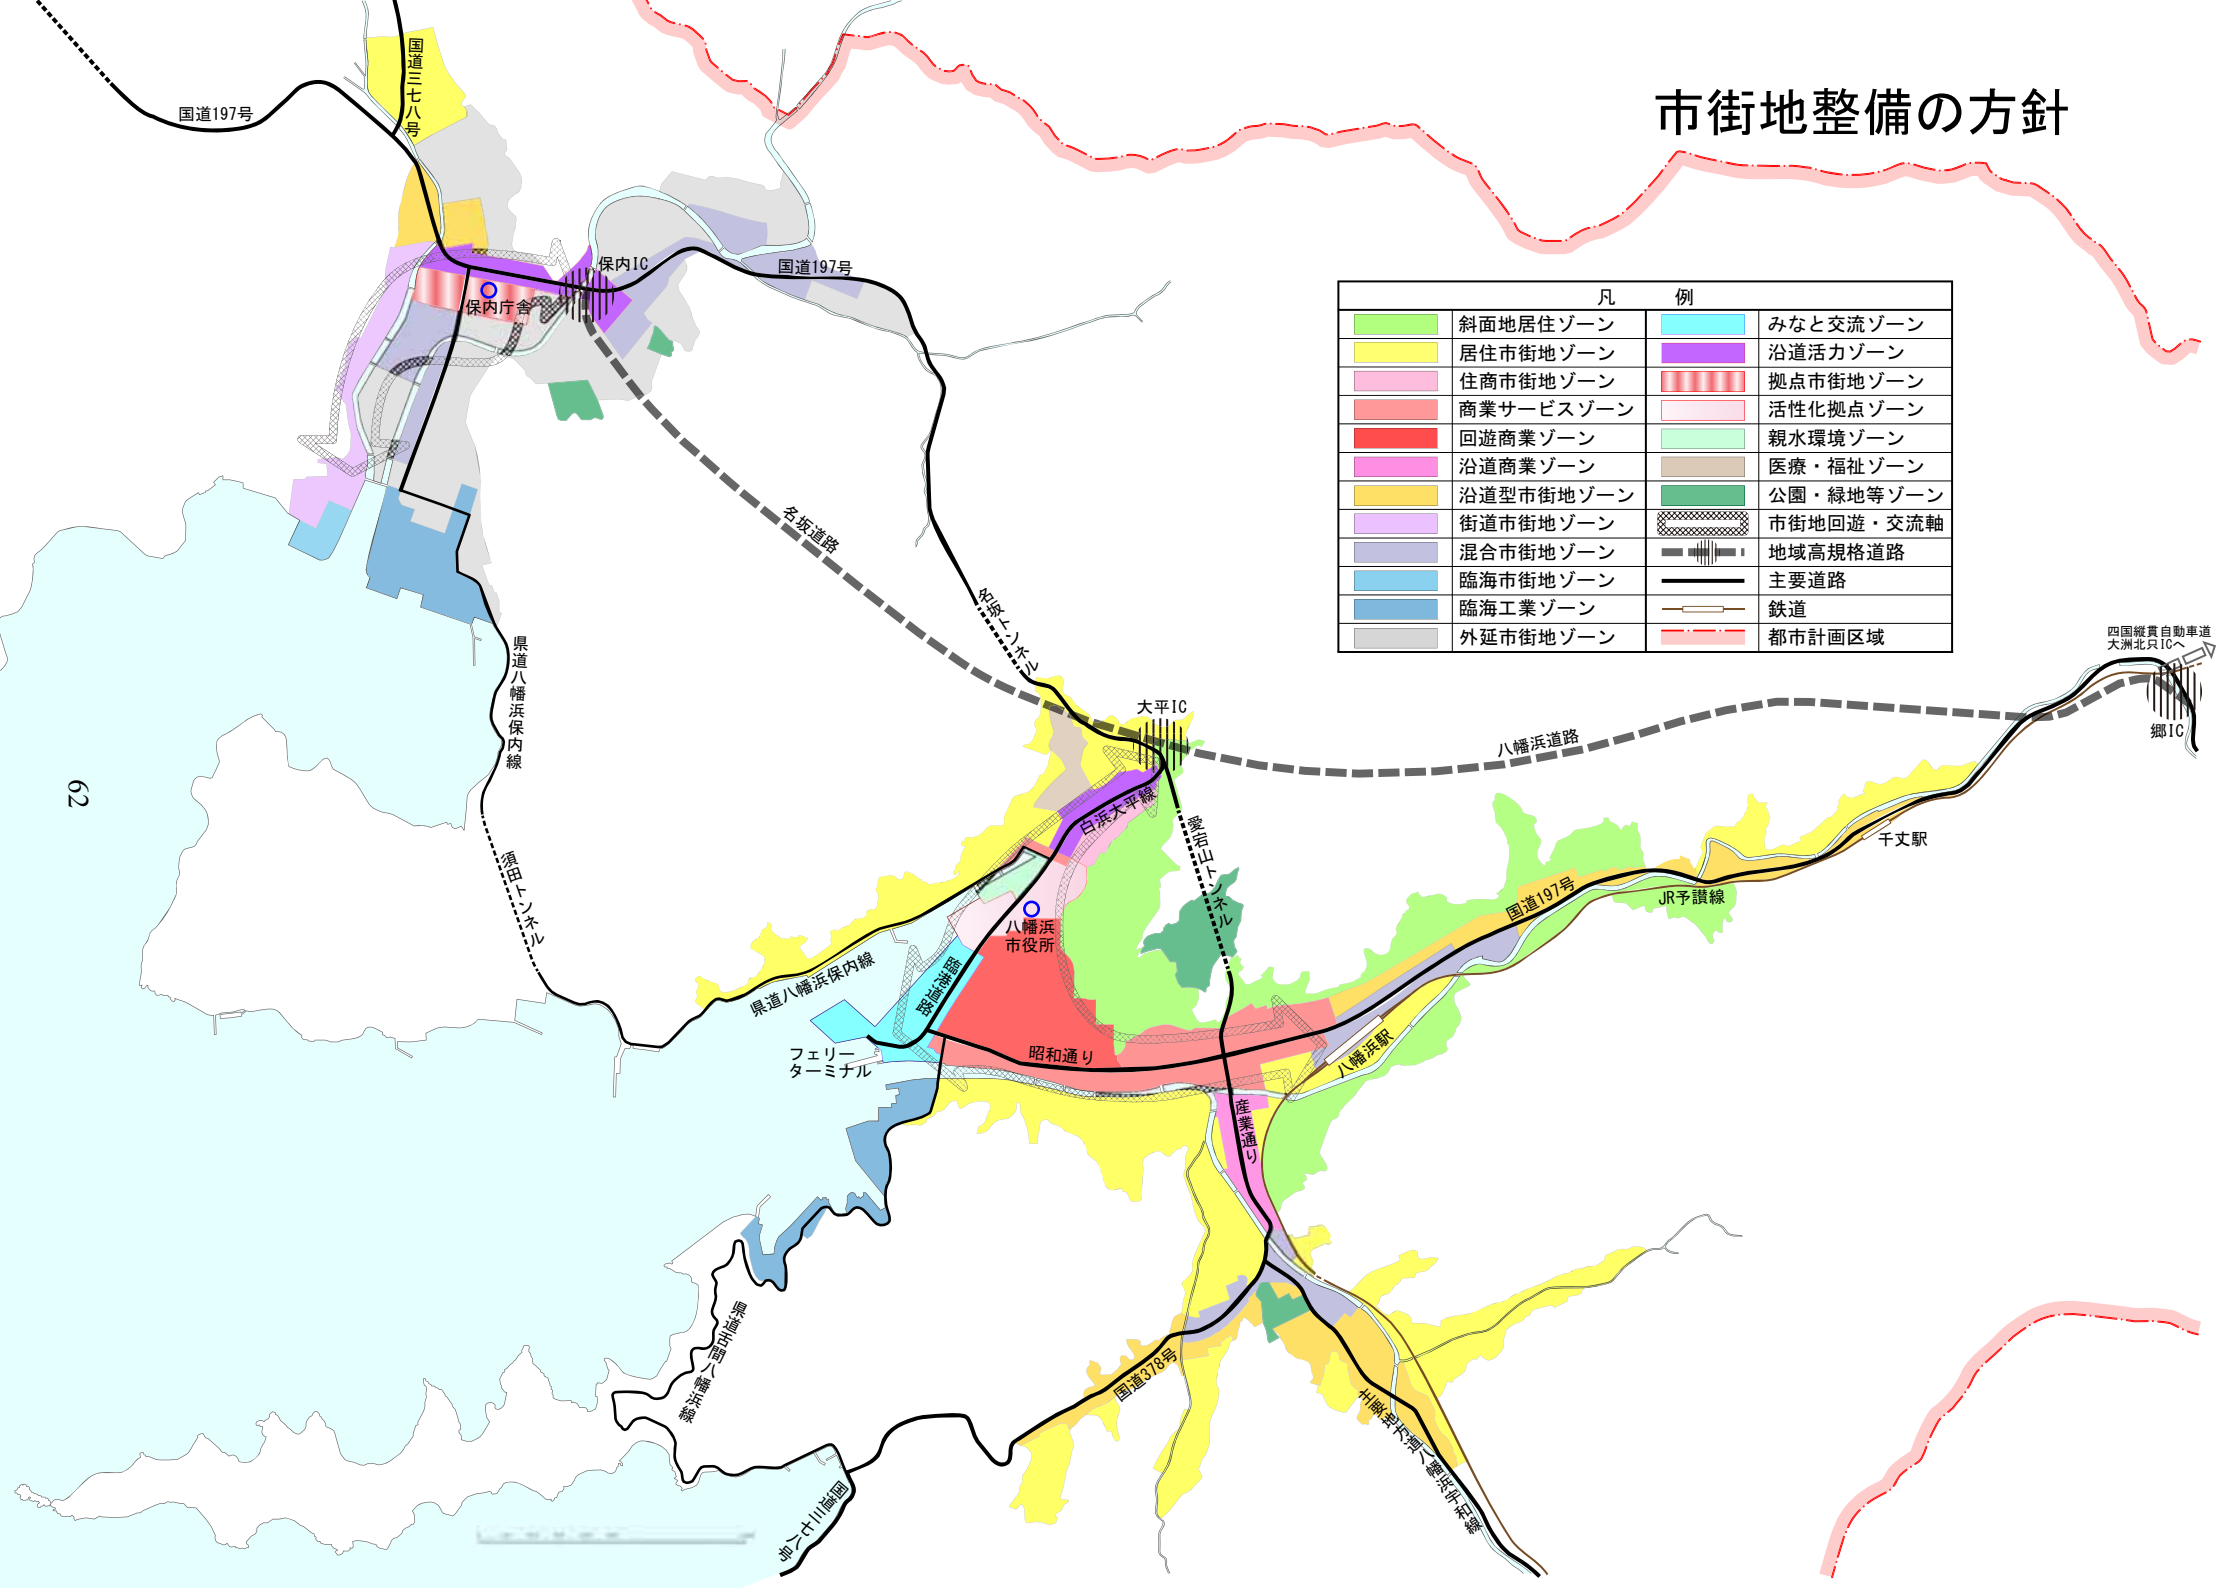 市街地整備の方針
国道三七八号
国道197号
保内IC
国道197号
保内庁舎
凡例
斜面地居住ゾーン
みなと交流ゾーン
居住市街地ゾーン
沿道活力ゾーン
住商市街地ゾーン
拠点市街地ゾーン
商業サービスゾーン
活性化拠点ゾーン
回遊商業ゾーン
親水環境ゾーン
沿道商業ゾーン
医療・福祉ゾーン
沿道型市街地ゾーン
公園・緑地等ゾーン
街道市街地ゾーン
市街地回遊・交流軸
混合市街地ゾーン
地域高規格道路
臨海市街地ゾーン
主要道路
臨海工業ゾーン
鉄道
外延市街地ゾーン
都市計画区域
名坂道路
名坂トンネル
県道八幡浜保内線
四国縦貫自動車道
大洲北只ICへ
郷IC
大平IC
八幡浜道路
62
白浜大平線
愛宕山トンネル
千丈駅
須田トンネル
国道197号
JR予讃線
八幡浜
市役所
県道八幡浜保内線
臨港道路
フェリー
ターミナル
昭和通り
八幡浜駅
産業通り
県道舌間八幡浜線
国道378号
主要地方道八幡浜宇和線
国道三七八号